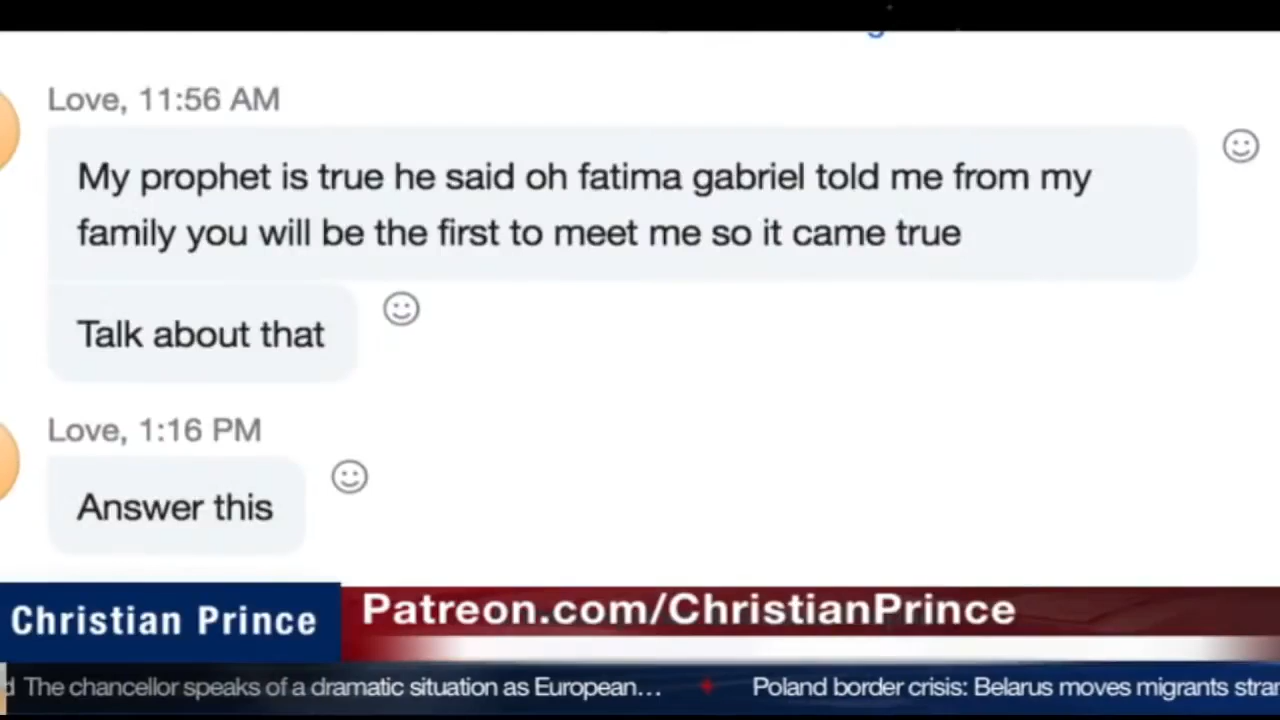 Love, 11:56 AM
My prophet is true he said oh fatima gabriel told me from my
family you will be the first to meet me so it came true
Talk about that
Love, 1:16 PM
Answer this
Christian Prince
Patreon.com/ChristianPrince
The chancellor speaks of a dramatic situation as European...
Poland border crisis: Belarus moves migrants